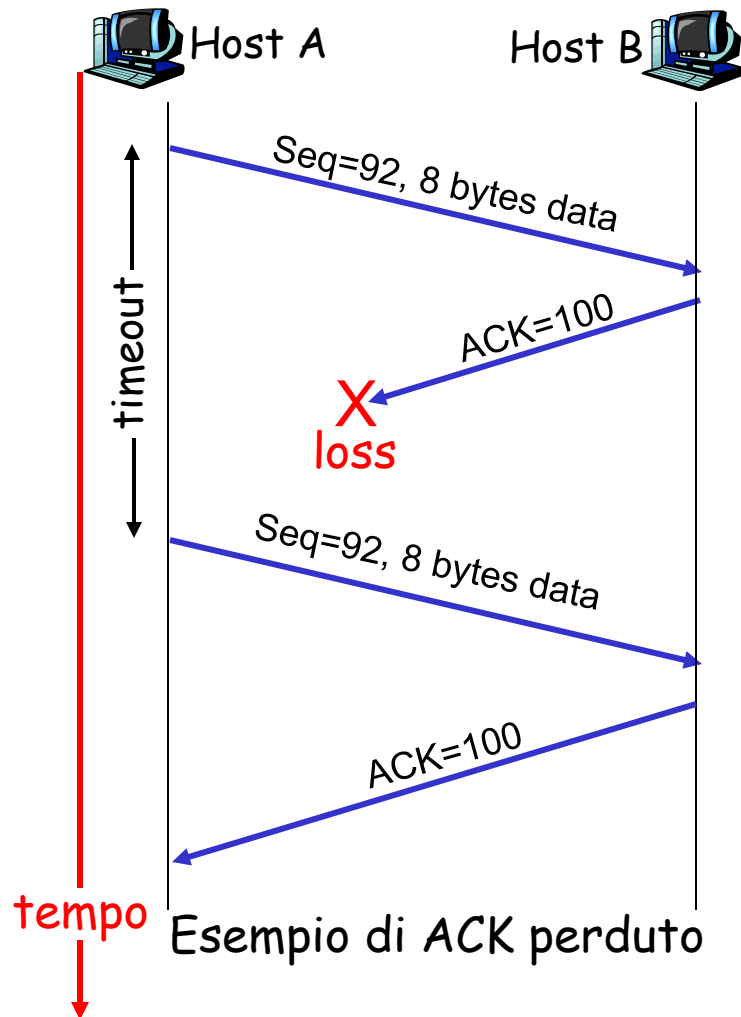 Host A
Host B
Seq=92, 8 bytes data
timeout
ACK=100
X
loss
Seq=92, 8 bytes data
ACK=100
tempo
Esempio di ACK perduto